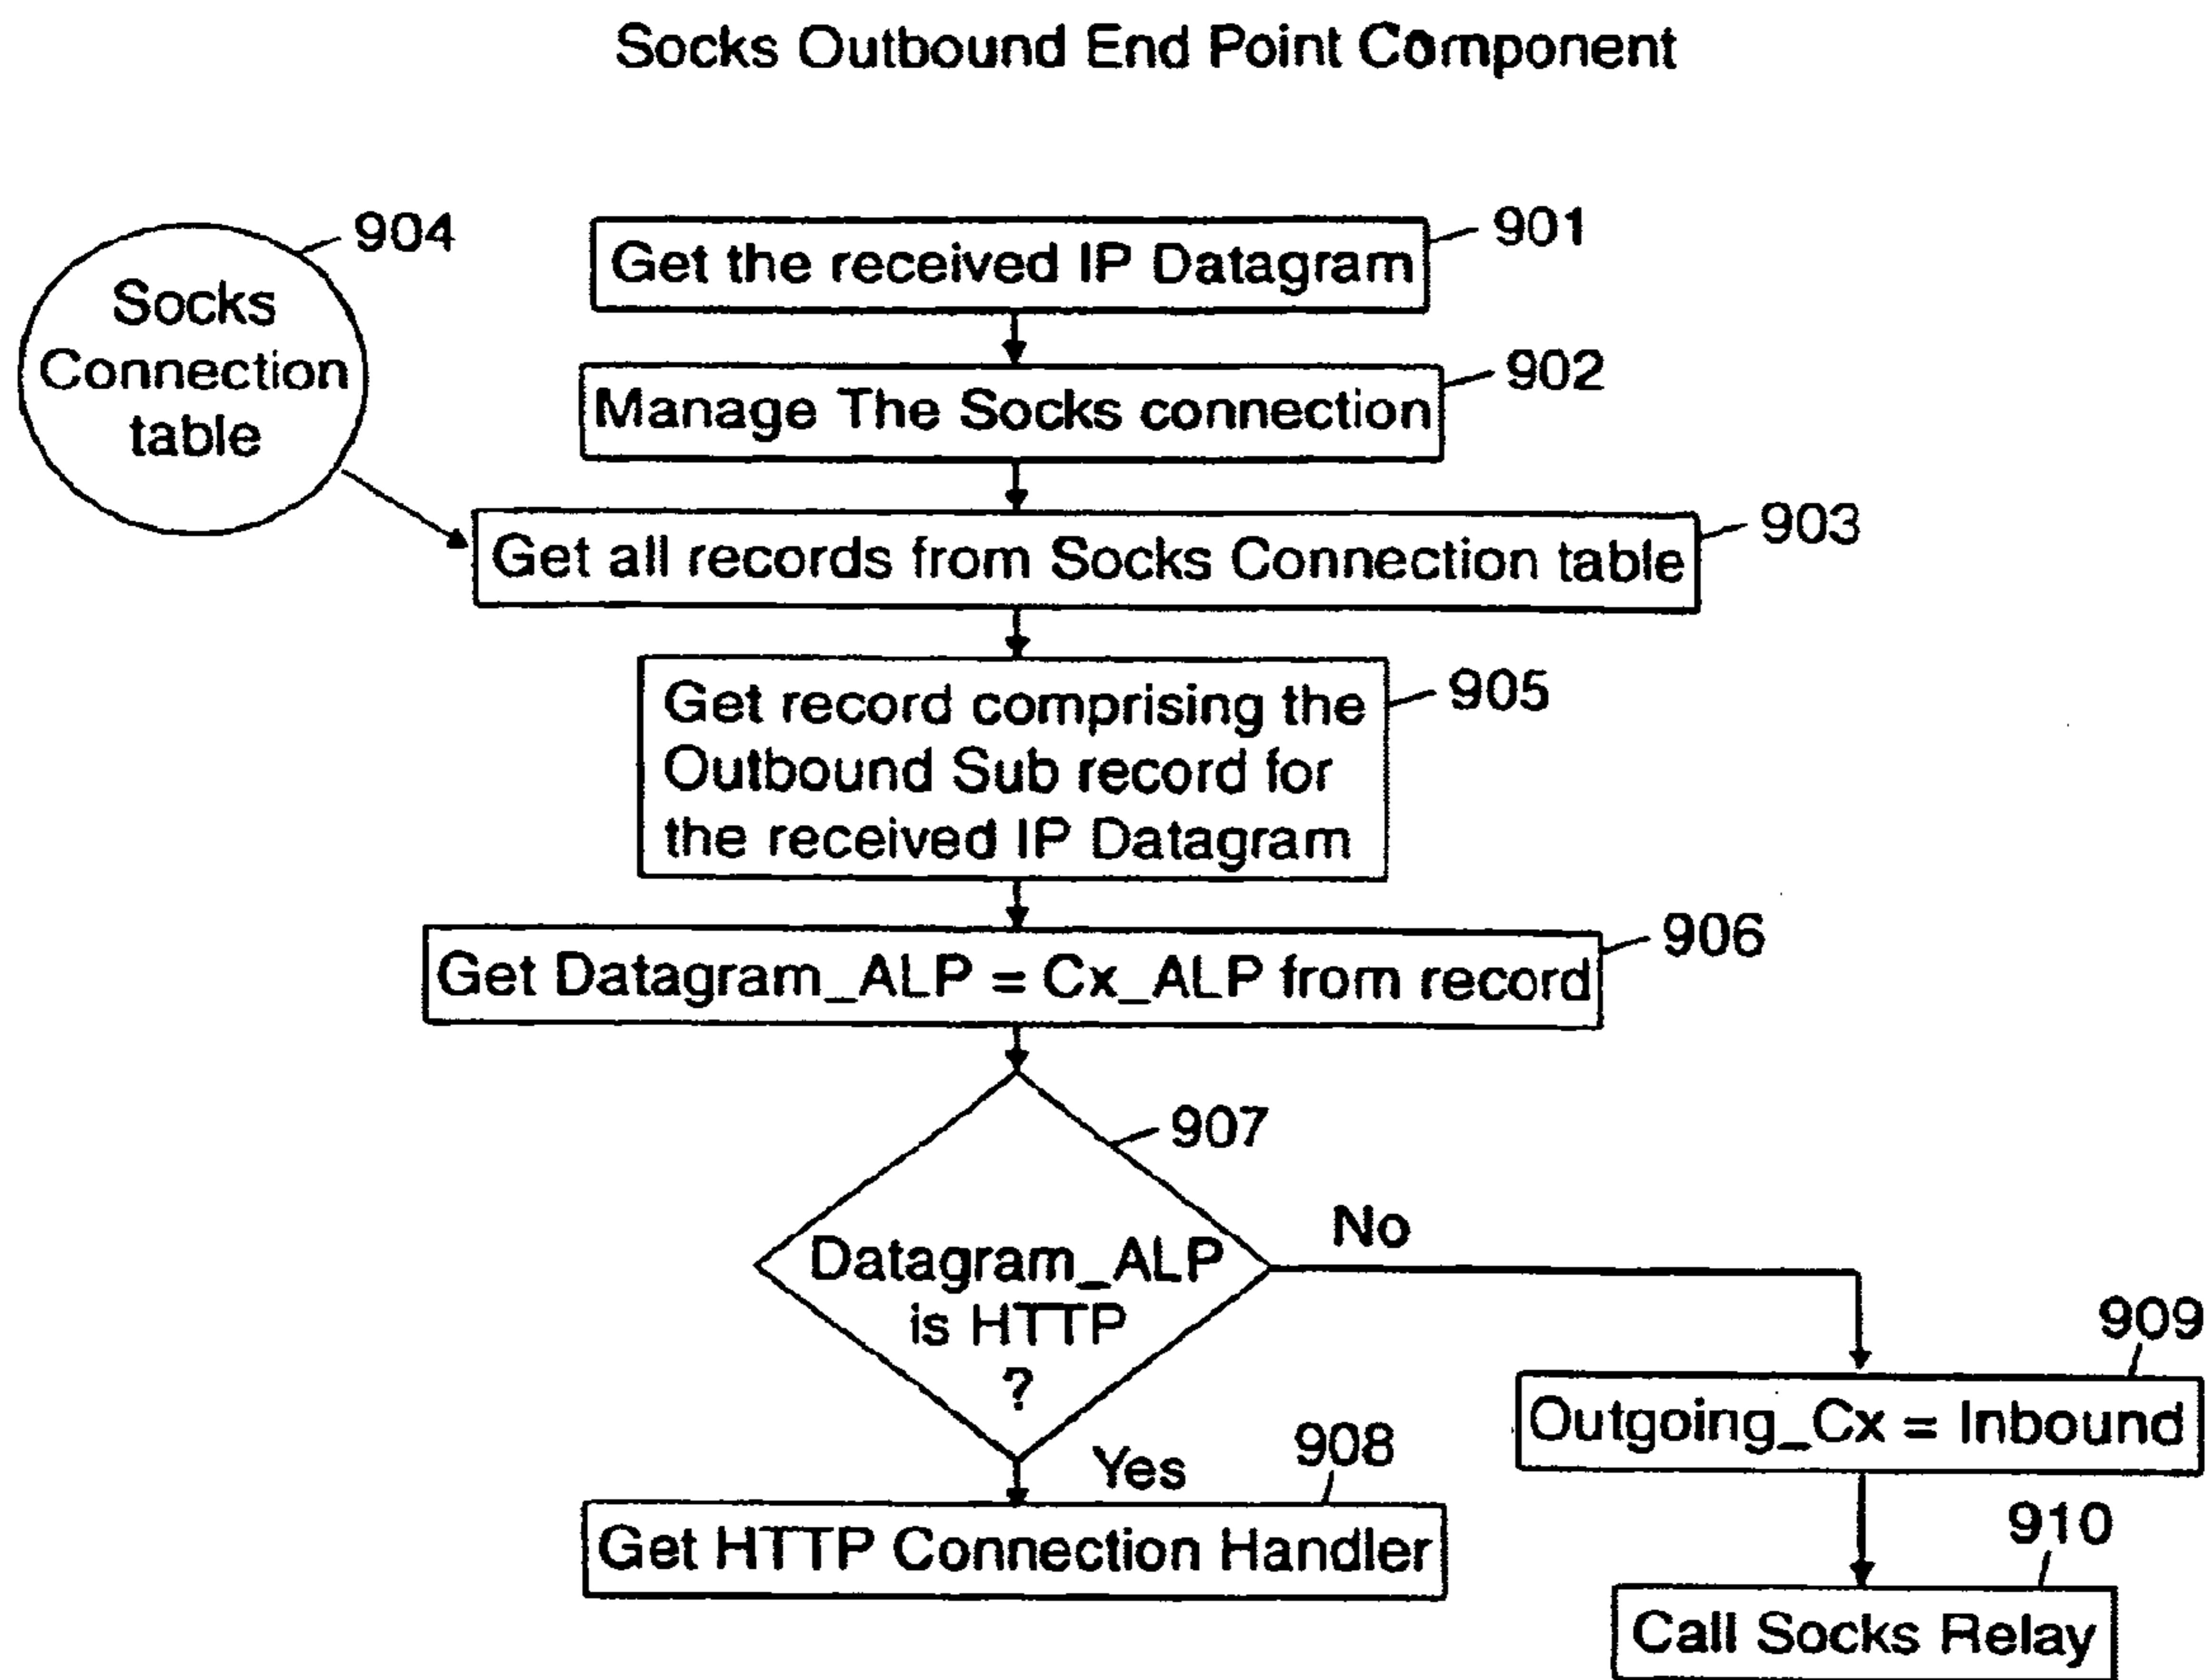 Socks Outbound End Point Component
904
Socks
Connection
table
901
Get the received IP Datagram
902
Manage The Socks connection
903
Get all records from Socks Connection table
905
Get record comprising the
Outbound Sub record for
the received IP Datagram
906
Get Datagram_ALP = Cx_ALP from record
907
Datagram_ALP
is HTTP
?
No
Yes
908
Get HTTP Connection Handler
909
Outgoing_Cx = Inbound
910
Call Socks Relay